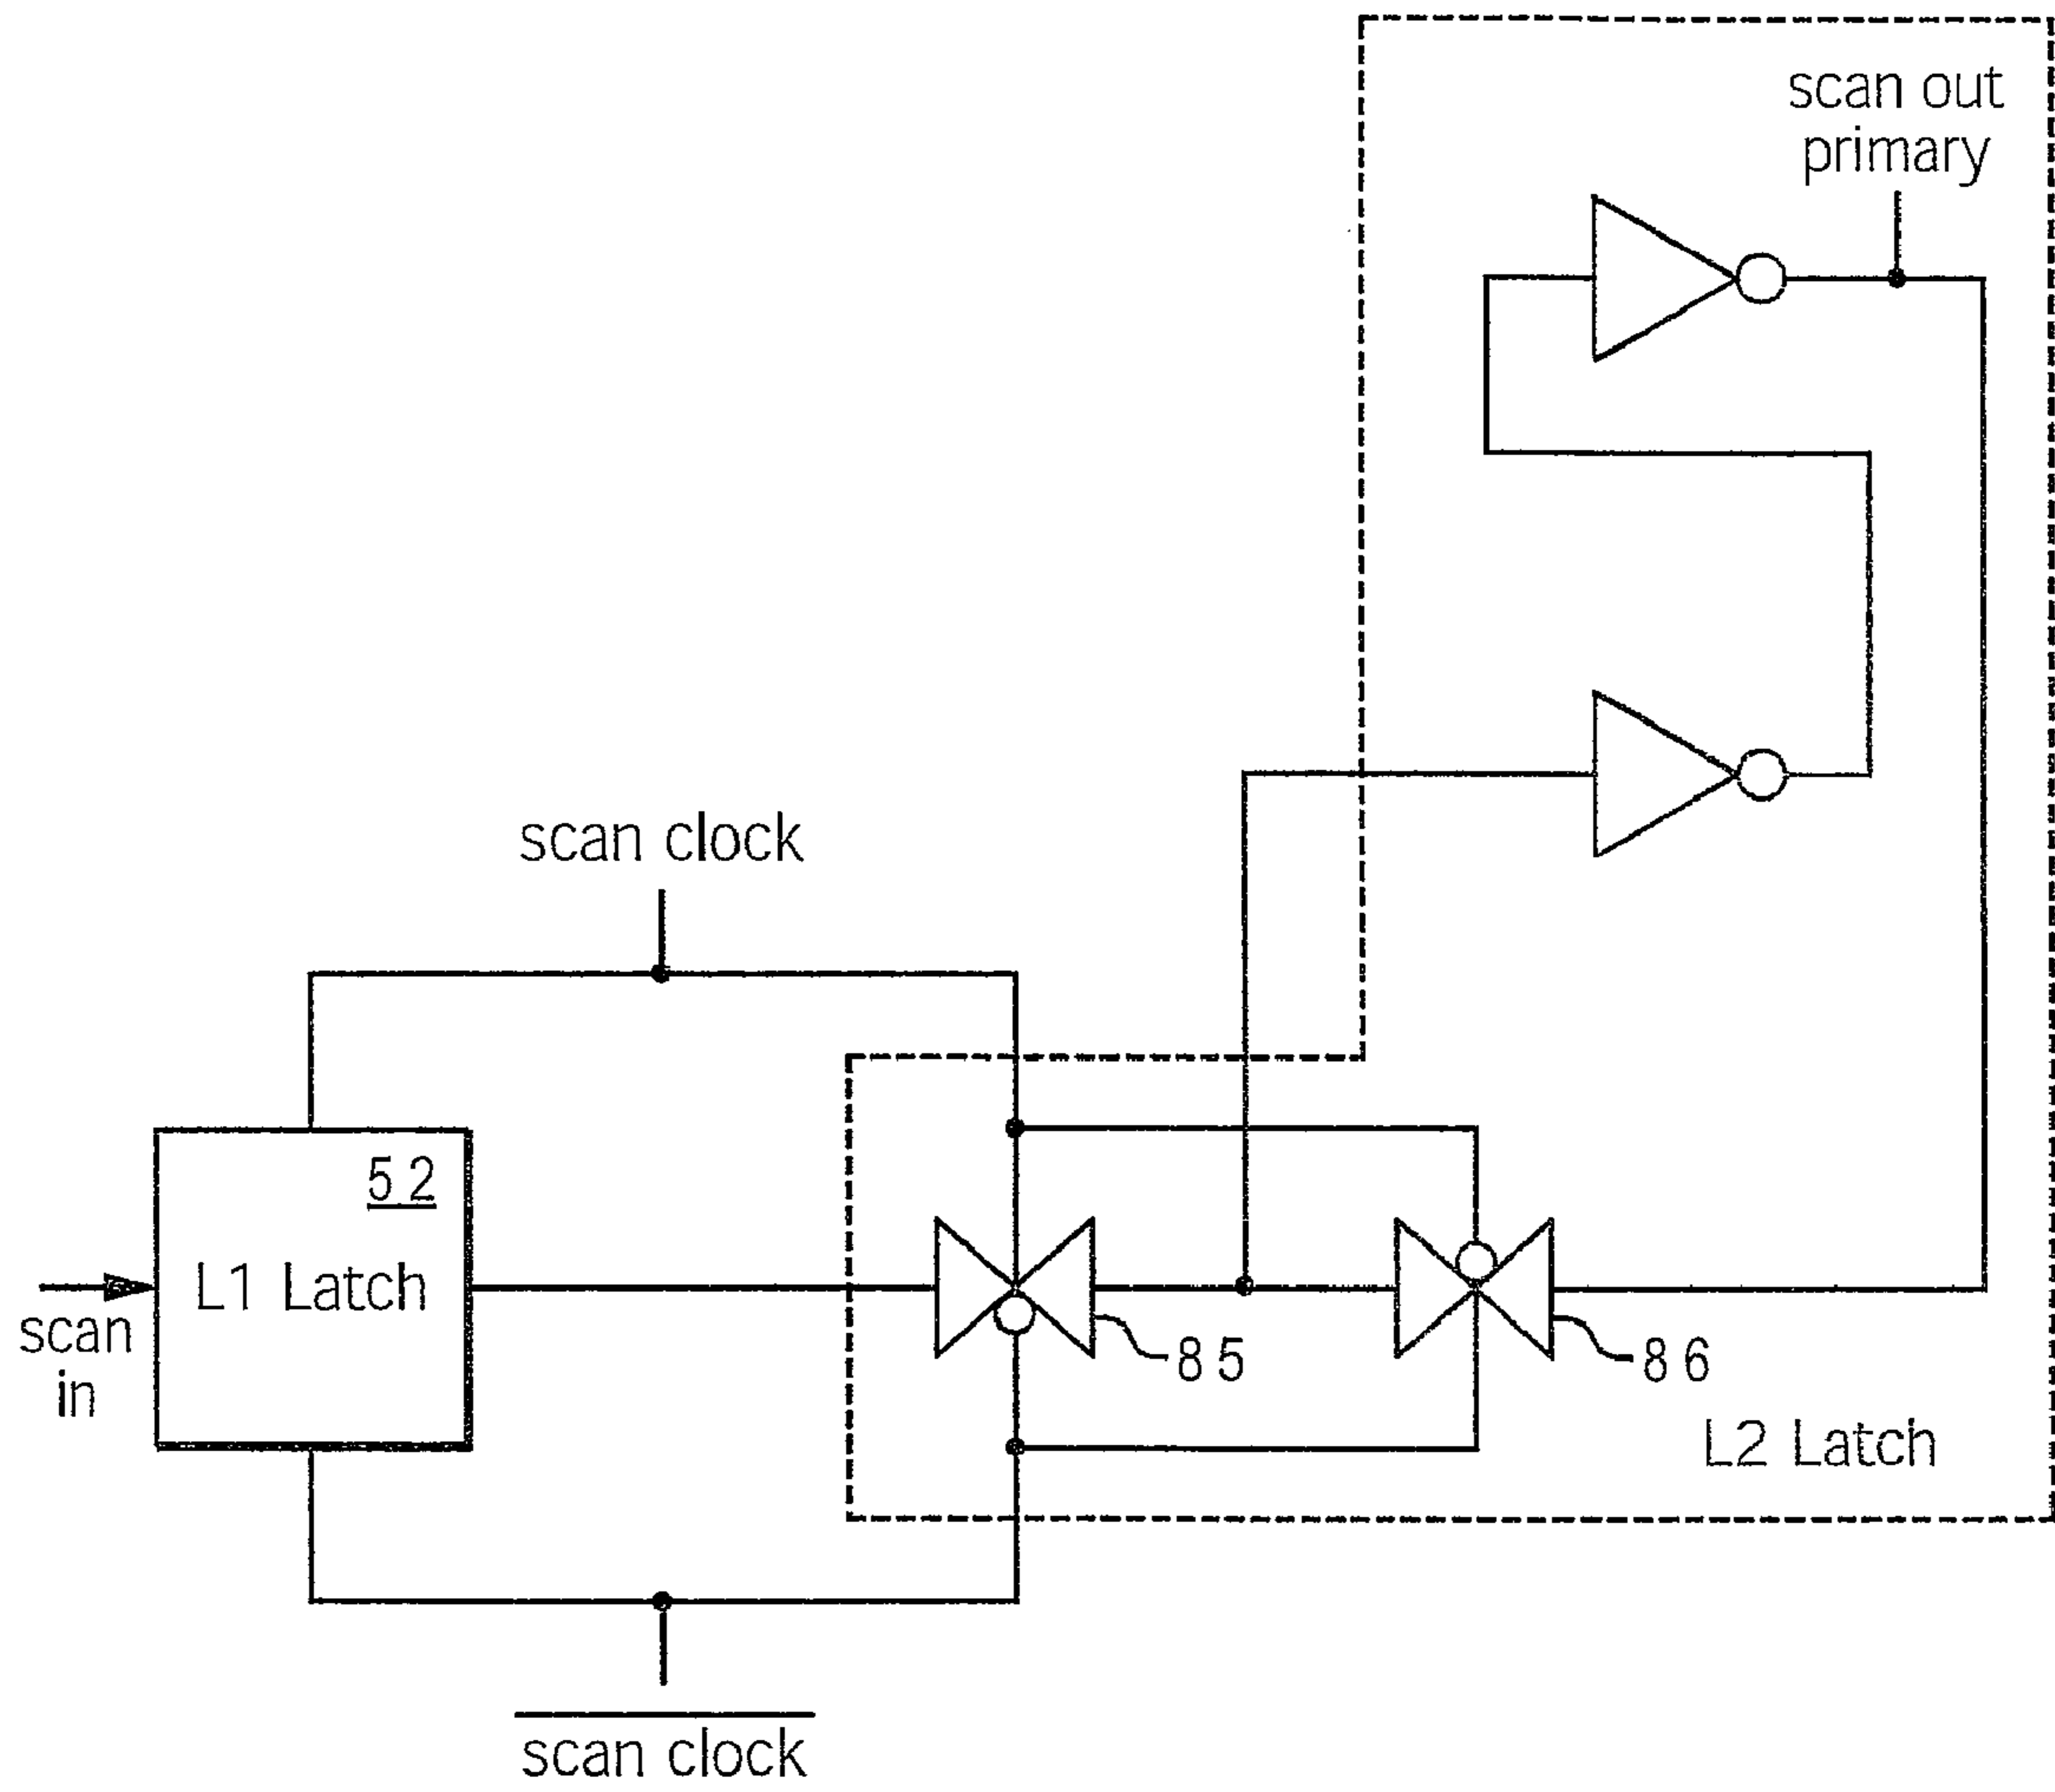 scan out
primary
scan clock
52
L1 Latch
scan
in
85
86
L2 Latch
scan clock